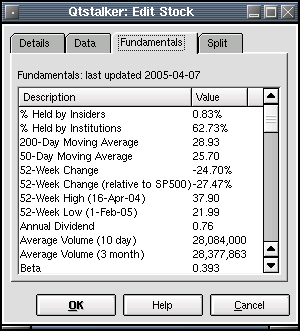 Qtstalker: Edit Stock
Details Data Fundamentals Split
Fundamentals: last updated 2005-04-07
Description Value
% Held by Insiders 0.83%
% Held by Institutions 62.73%
200-Day Moving Average 28.93
50-Day Moving Average 25.70
52-Week Change -24.70%
52-Week Change (relative to SP500) -27.47%
52-Week High (16-Apr-04) 37.90
52-Week Low (1-Feb-05) 21.99
Annual Dividend 0.76
Average Volume (10 day) 28,084,000
Average Volume (3 month) 28,377,863
Beta 0.393
OK Help Cancel